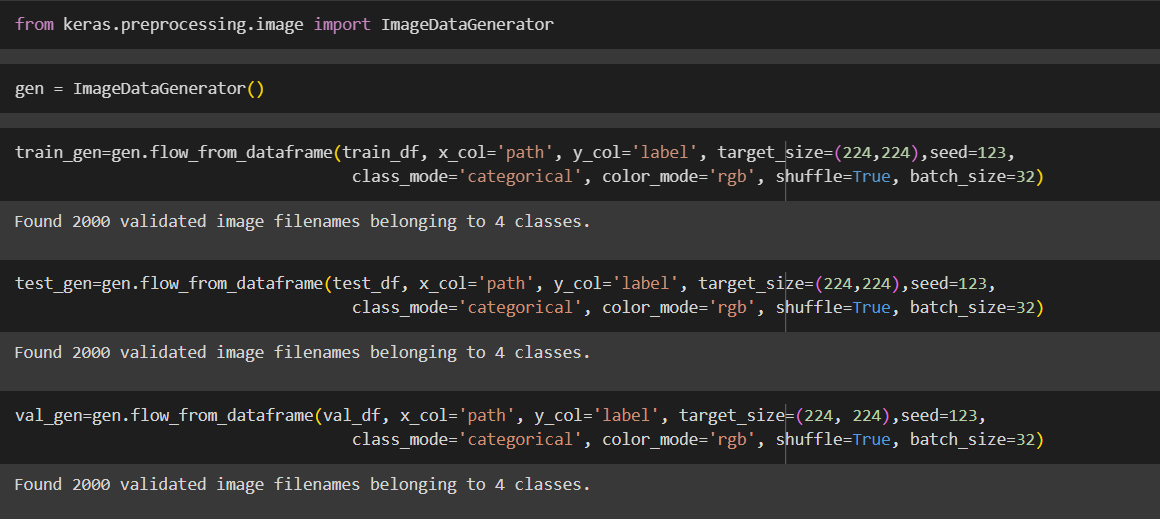 from keras.preprocessing.image import ImageDataGenerator
gen = ImageDataGenerator()
train_gen=gen.flow_from_dataframe(train_df, x_col='path', y_col='label', target_size=(224,224),seed=123,
class_mode='categorical', color_mode='rgb', shuffle=True, batch_size=32)
Found 2000 validated image filenames belonging to 4 classes.
test_gen=gen.flow_from_dataframe(test_df, x_col='path', y_col='label', target_size=(224,224),seed=123,
class_mode='categorical', color_mode='rgb', shuffle=True, batch_size=32)
Found 2000 validated image filenames belonging to 4 classes.
val_gen=gen.flow_from_dataframe(val_df, x_col='path', y_col='label', target_size=(224, 224),seed=123,
class_mode='categorical', color_mode='rgb', shuffle=True, batch_size=32)
Found 2000 validated image filenames belonging to 4 classes.